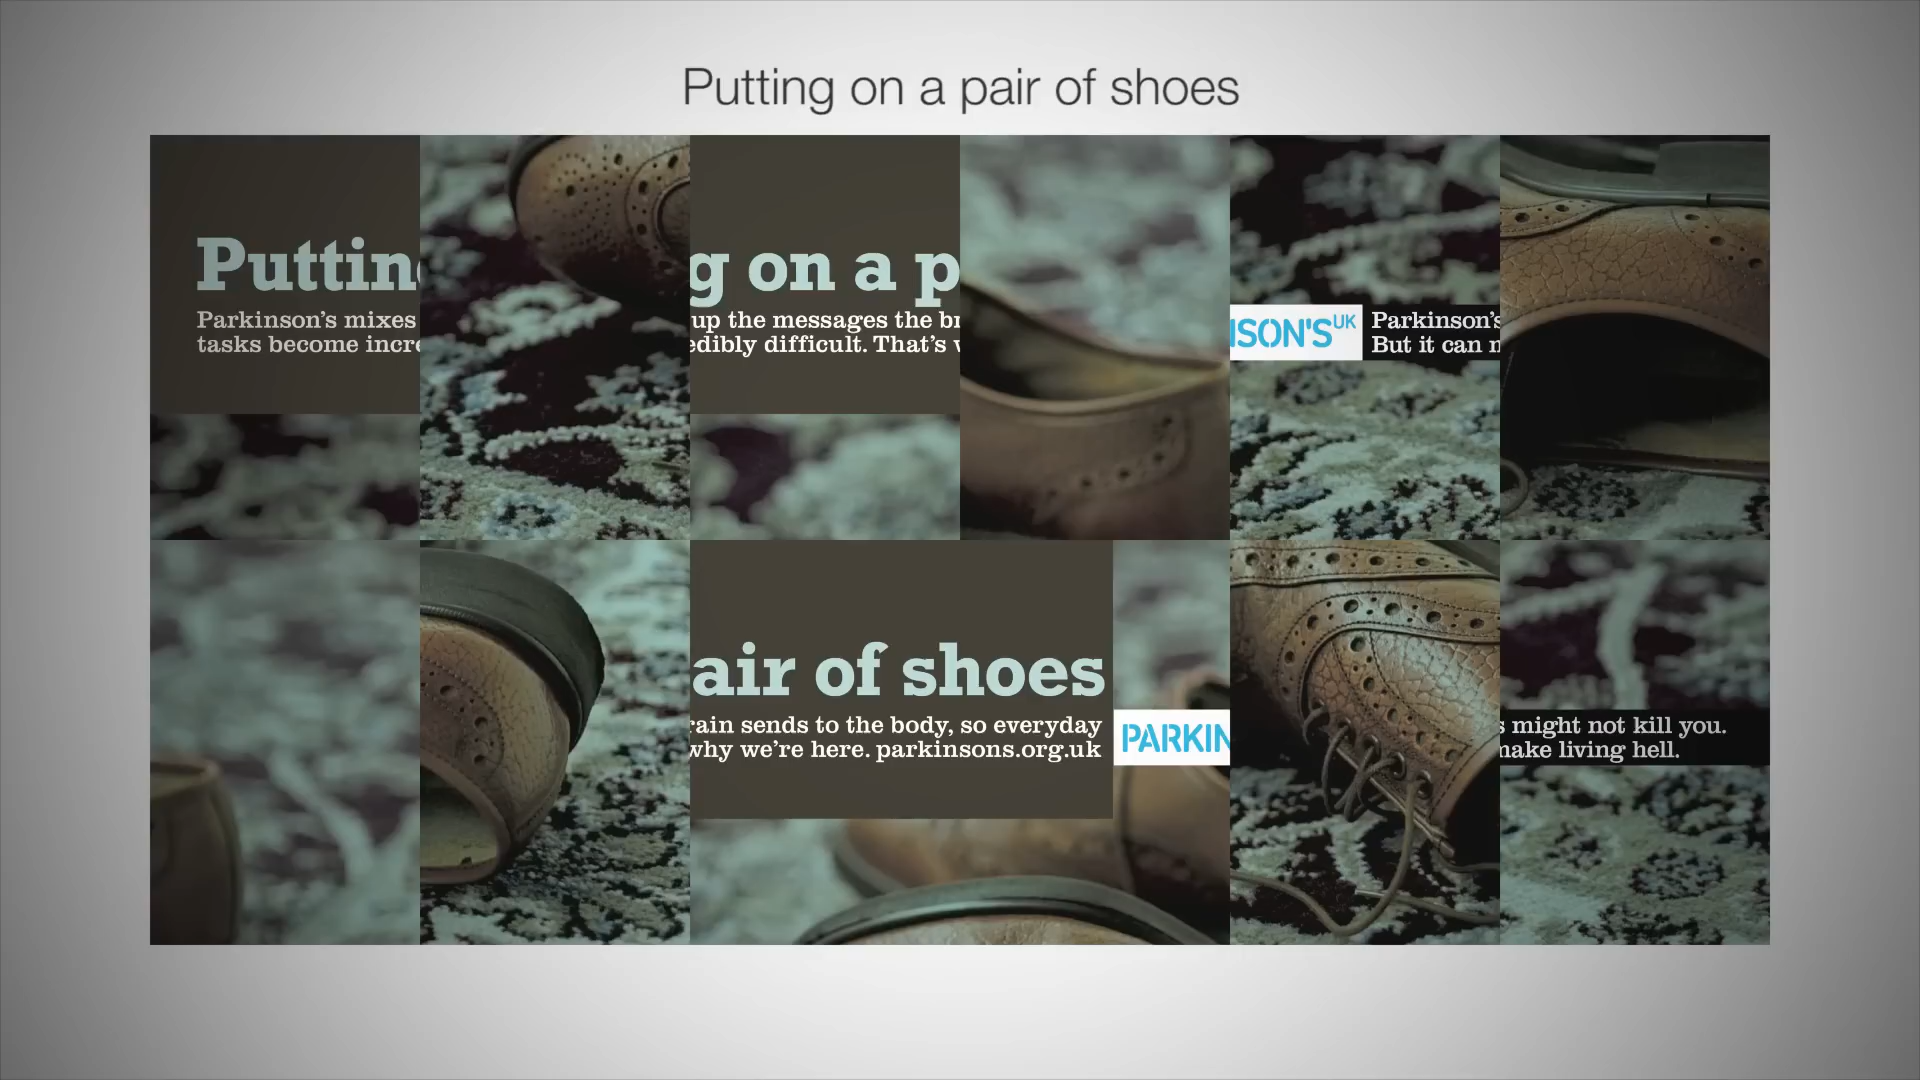 Putting on a pair of shoes
Puttin
g on a p
Parkinson's mixes
up the messages the br
tasks become incre
edibly difficult. That's w
NSON'S UK
Parkinson's
But it can m
air of shoes
rain sends to the body, so everyday
why we're here. parkinsons.org.uk
PARKIN
s might not kill you.
make living hell.